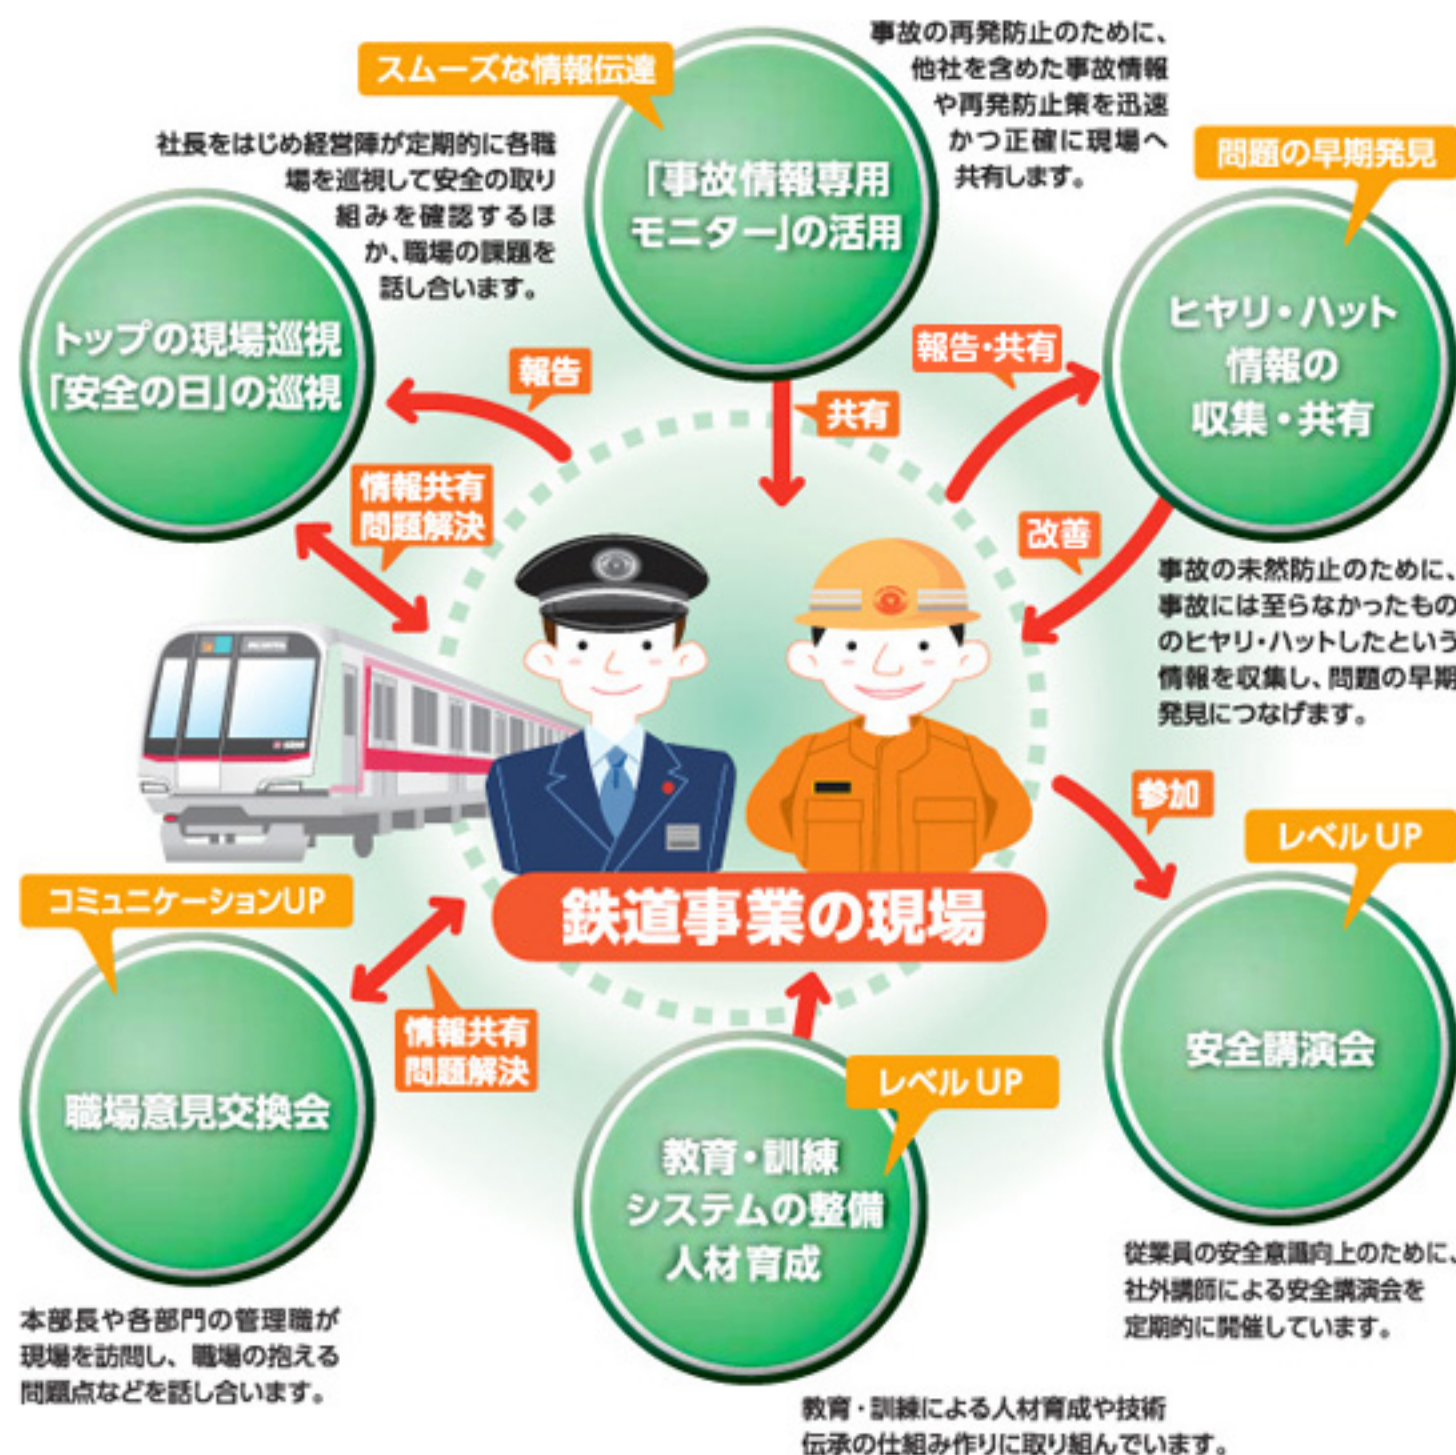 スムーズな情報伝達
「事故情報専用
モニター」の活用
事故の再発防止のために、
他社を含めた事故情報
や再発防止策を迅速
かつ正確に現場へ
共有します。
社長をはじめ経営陣が定期的に各職
場を巡視して安全の取り
組みを確認するほ
か、職場の課題を
話し合います。
トップの現場巡視
「安全の日」の巡視
問題の早期発見
ヒヤリ・ハット
情報の
収集・共有
報告
共有
報告・共有
情報共有
問題解決
改善
事故の未然防止のために、
事故には至らなかったもの
のヒヤリ・ハットしたという
情報を収集し、問題の早期
発見につなげます。
参加
レベル UP
安全講演会
従業員の安全意識向上のために、
社外講師による安全講演会を
定期的に開催しています。
鉄道事業の現場
コミュニケーションUP
情報共有
問題解決
職場意見交換会
本部長や各部門の管理職が
現場を訪問し、職場の抱える
問題点などを話し合います。
レベル UP
教育・訓練
システムの整備
人材育成
教育・訓練による人材育成や技術
伝承の仕組み作りに取り組んでいます。